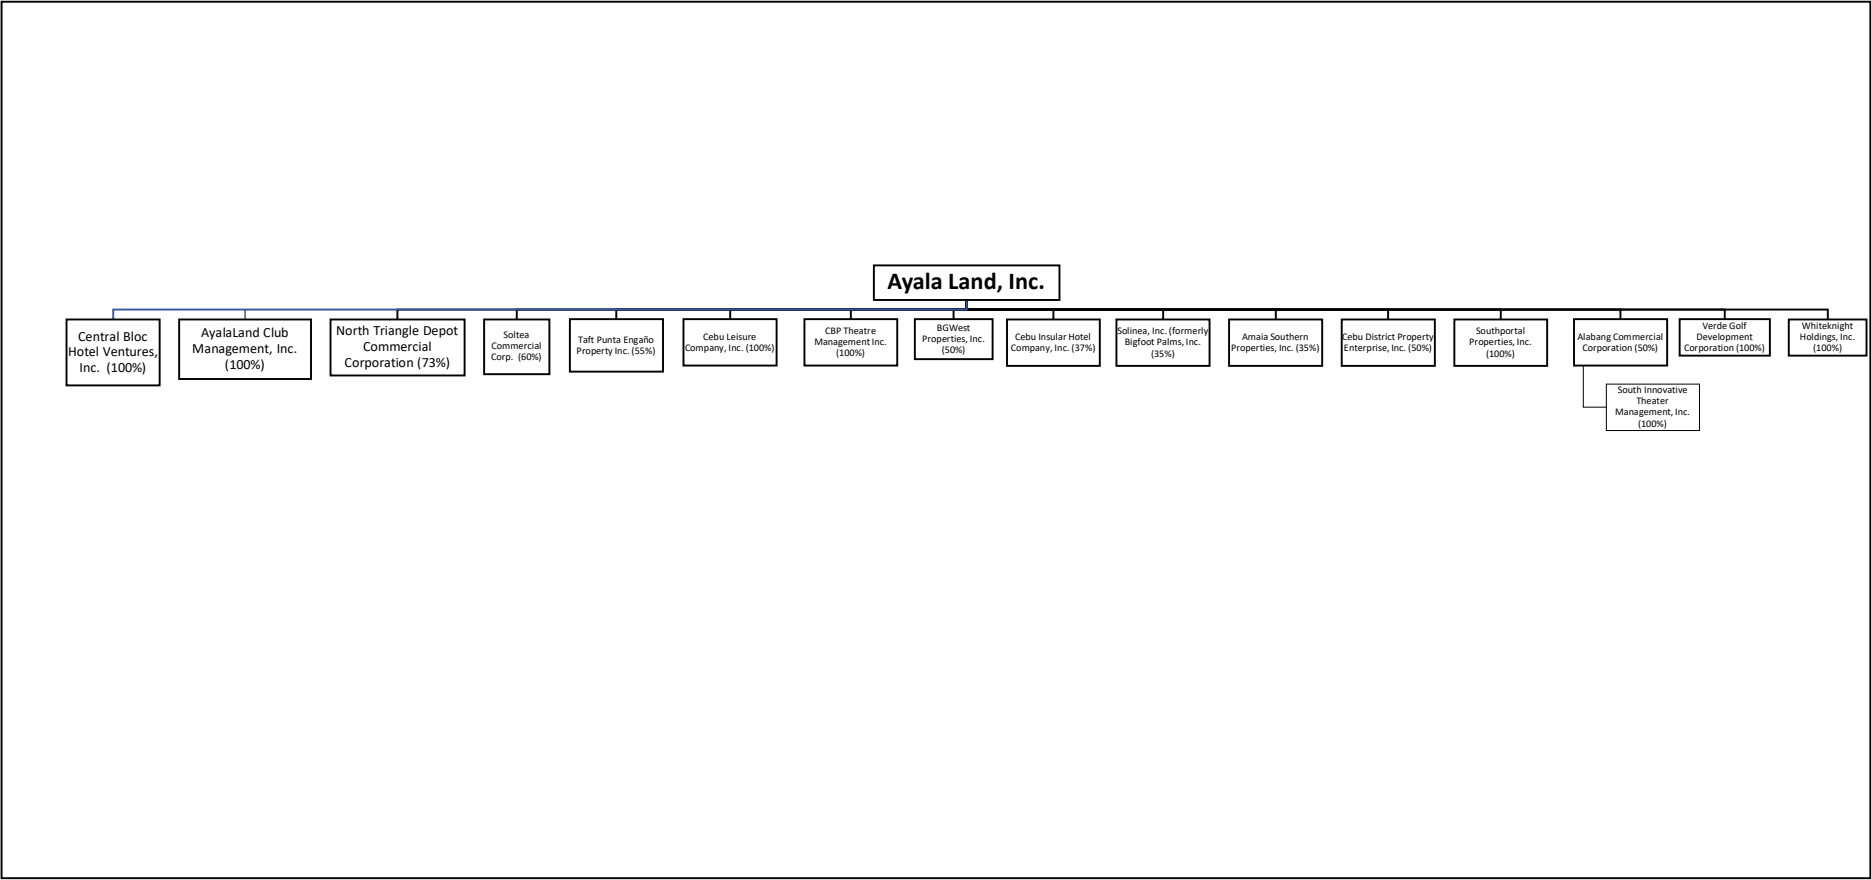 Ayala Land, Inc.
Central Bloc
Hotel Ventures,
Inc. (100%)
AyalaLand Club
Management, Inc.
(100%)
North Triangle Depot
Commercial
Corporation (73%)
Soltea
Commercial
Corp. (60%)
Taft Punta Engaño
Property Inc. (55%)
Cebu Leisure
Company, Inc. (100%)
CBP Theatre
Management Inc.
(100%)
BGWest
Properties, Inc.
(50%)
Cebu Insular Hotel
Company, Inc. (37%)
Solinea, Inc. (formerly
Bigfoot Palms, Inc.
(35%)
Amaia Southern
Properties, Inc. (35%)
Cebu District Property
Enterprise, Inc. (50%)
Southportal
Properties, Inc.
(100%)
Alabang Commercial
Corporation (50%)
Verde Golf
Development
Corporation (100%)
Whiteknight
Holdings, Inc.
(100%)
South Innovative
Theater
Management, Inc.
(100%)